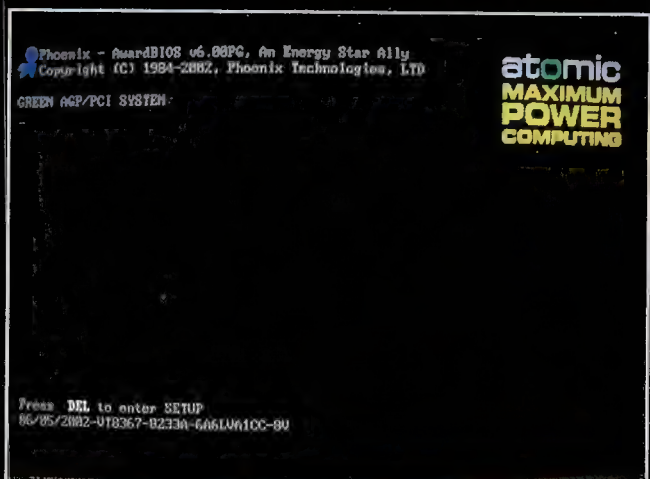 Phoenix - AwardBIOS v6.00PG, An Energy Star Ally
Copyright (C) 1984-2002, Phoenix Technologies, LTD
GREEN AGP/PCI SYSTEM.
atomic
MAXIMUM
POWER
COMPUTING
Press DEL to enter SETUP
06/05/2002-VT8367-8233A-6A6LVA1CC-8V